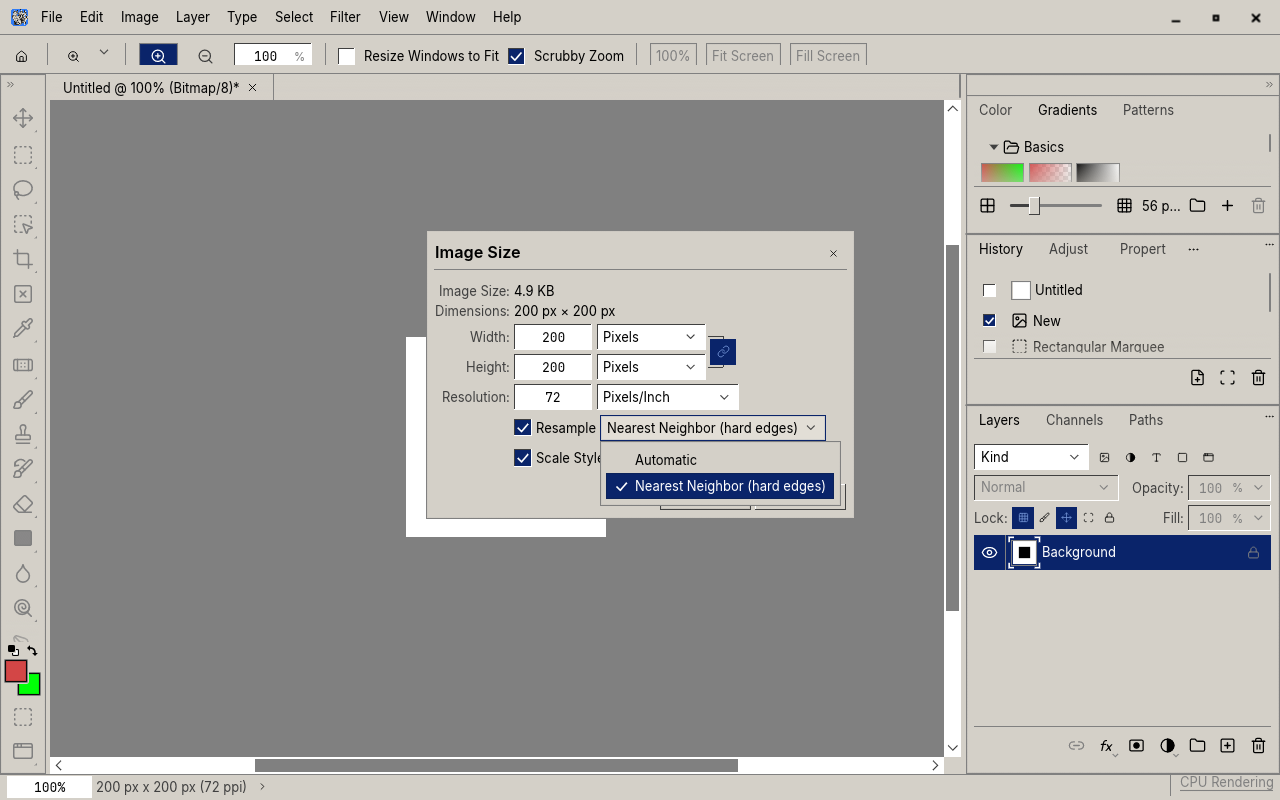 File Edit Image Layer Type Select Filter View Window Help
100 % Resize Windows to Fit Scrubby Zoom 100% Fit Screen Fill Screen
Untitled @ 100% (Bitmap/8)*
Color Gradients Patterns
Basics
56 p...
History Adjust Propert
Untitled
New
Rectangular Marquee
Image Size
Image Size: 4.9 KB
Dimensions: 200 px × 200 px
Width: 200 Pixels
Height: 200 Pixels
Resolution: 72 Pixels/Inch
Resample Nearest Neighbor (hard edges)
Scale Style
Automatic
Nearest Neighbor (hard edges)
Layers Channels Paths
Kind
Normal Opacity: 100 %
Lock: Fill: 100 %
Background
100% 200 px x 200 px (72 ppi)
CPU Rendering